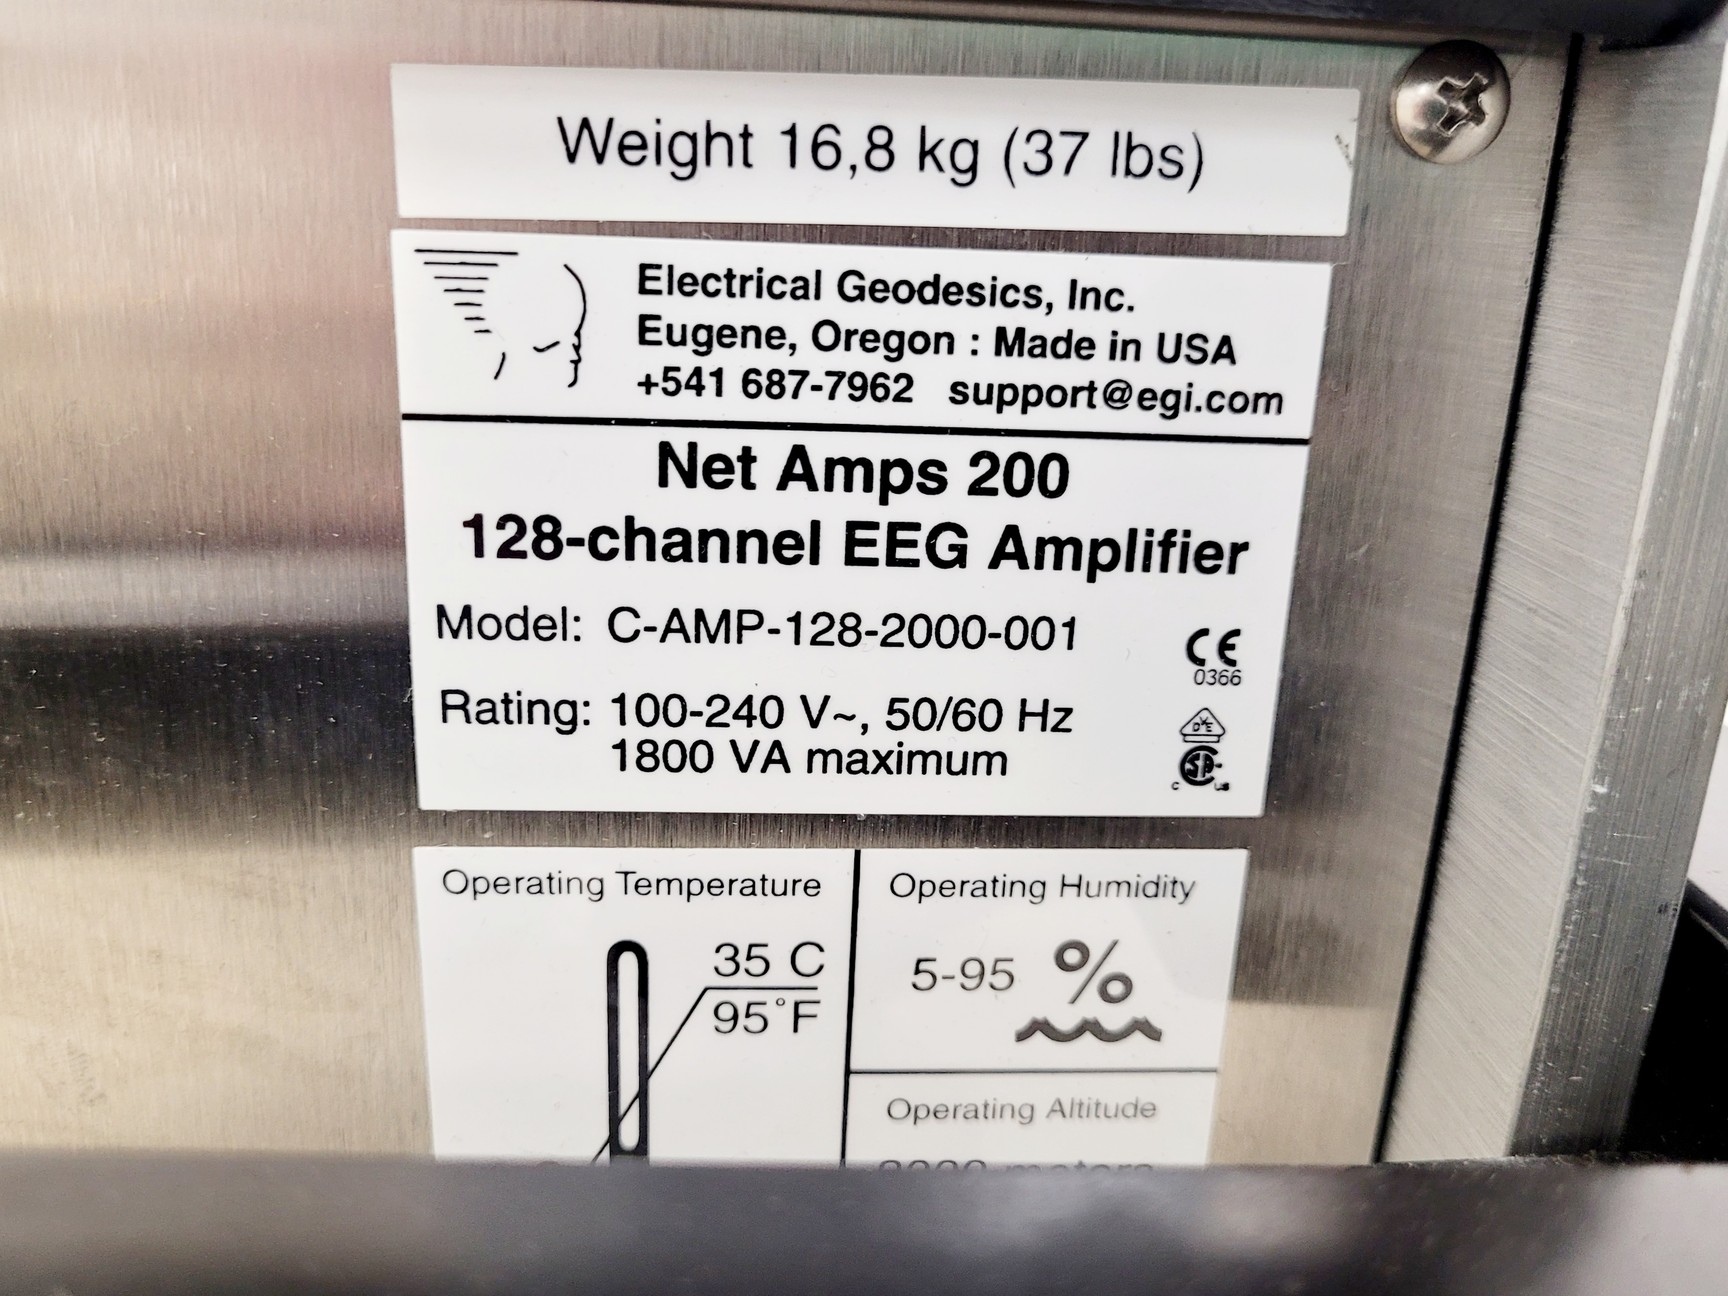 Weight 16,8 kg (37 lbs)
Electrical Geodesics, Inc.
Eugene, Oregon : Made in USA
+541 687-7962 support@egi.com
Net Amps 200
128-channel EEG Amplifier
Model: C-AMP-128-2000-001
CE
0366
Rating: 100-240 V~, 50/60 Hz
1800 VA maximum
DVE
C US
Operating Temperature
35 C
95°F
Operating Humidity
5-95 %
Operating Altitude